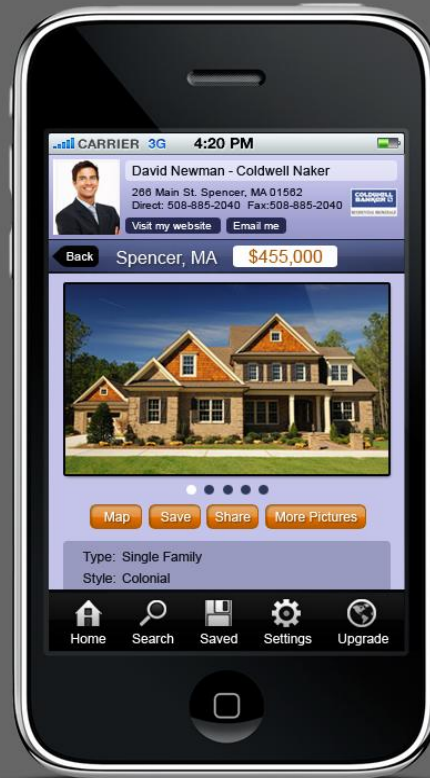 CARRIER 3G 4:20 PM
David Newman - Coldwell Naker
266 Main St. Spencer, MA 01562
Direct: 508-885-2040 Fax:508-885-2040
COLDWELL
BANKER
Visit my website Email me
Back Spencer, MA $455,000
Map Save Share More Pictures
Type: Single Family
Style: Colonial
Home Search Saved Settings Upgrade